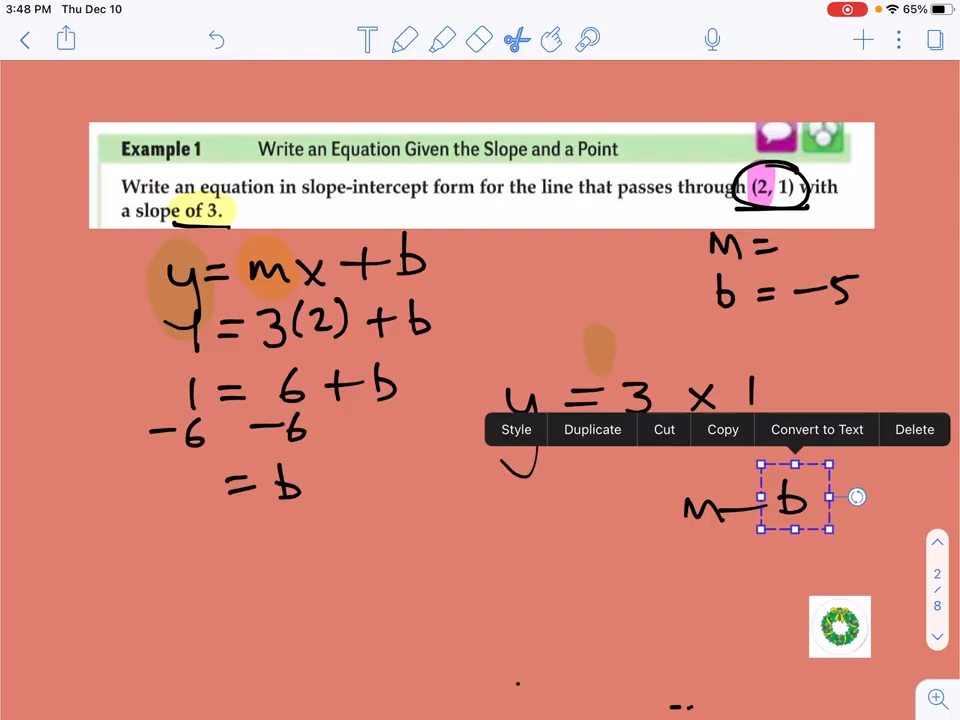 3:48 PM Thu Dec 10
65%
T
Example 1 Write an Equation Given the Slope and a Point
Write an equation in slope-intercept form for the line that passes through (2, 1) with
a slope of 3.
y = mx + b
1 = 3(2) + b
1 = 6 + b
-6 -6
= b
m =
b = -5
y = 3 x 1
Style Duplicate Cut Copy Convert to Text Delete
y
m — b
2
/
8